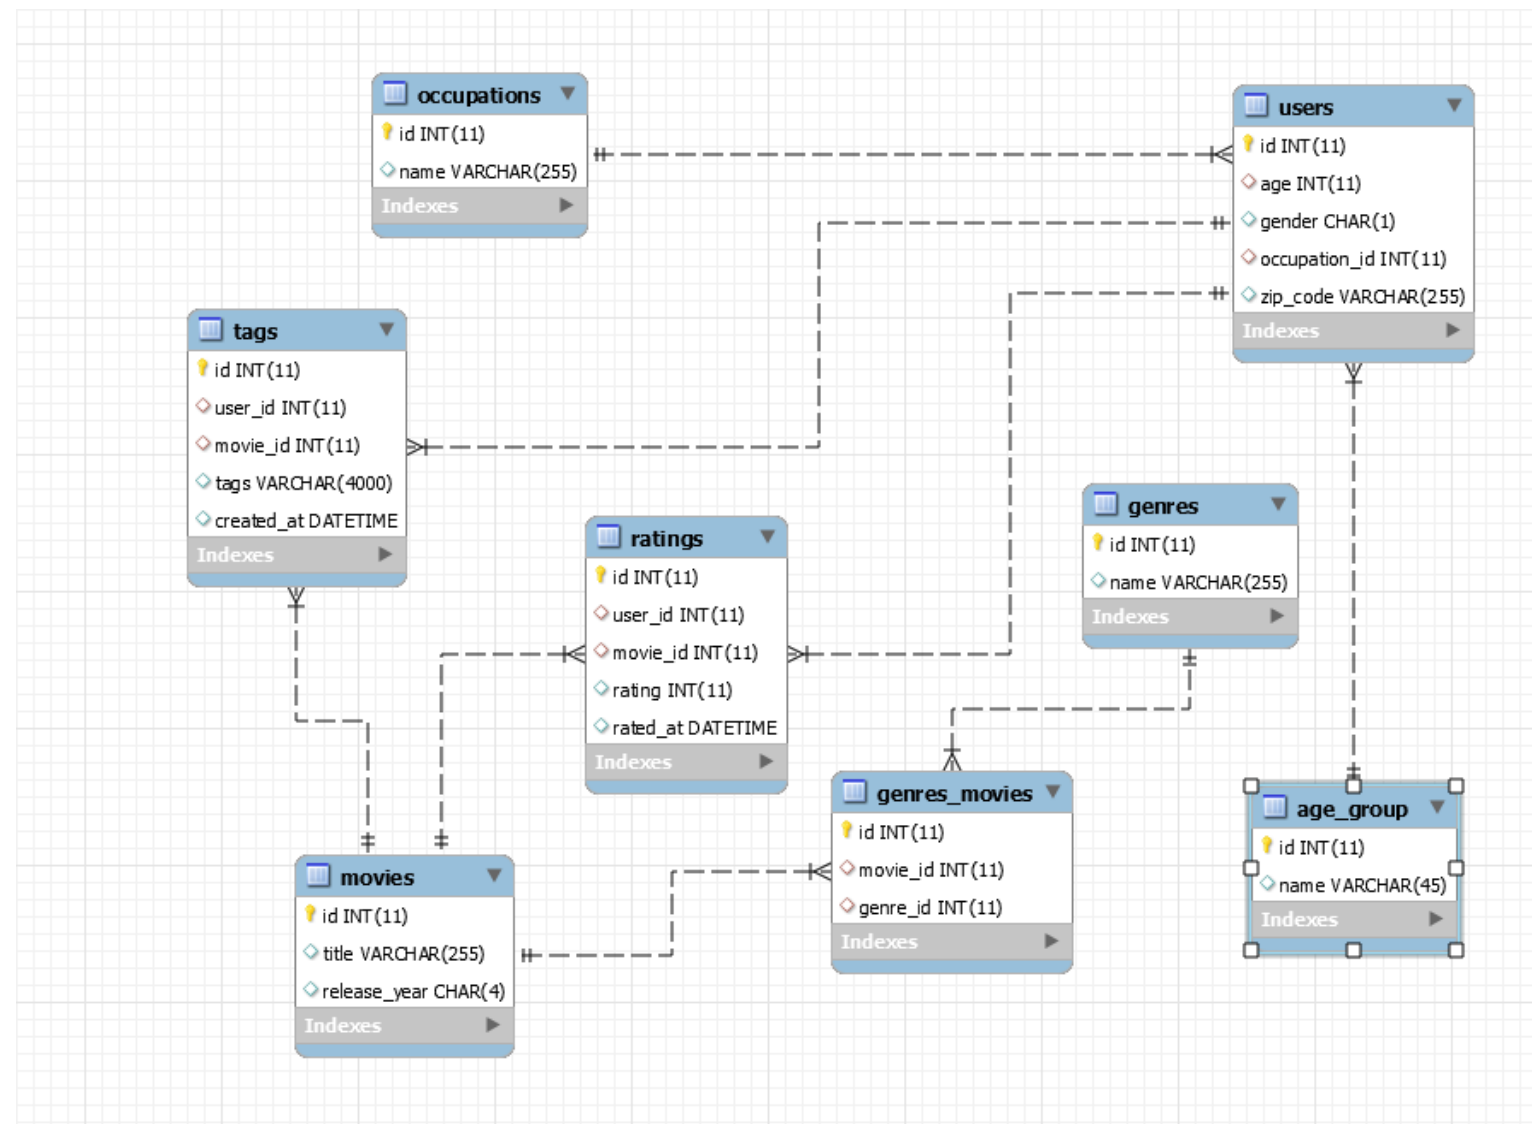 occupations
id INT(11)
name VARCHAR(255)
Indexes
users
id INT(11)
age INT(11)
gender CHAR(1)
occupation_id INT(11)
zip_code VARCHAR(255)
Indexes
tags
id INT(11)
user_id INT(11)
movie_id INT(11)
tags VARCHAR(4000)
created_at DATETIME
Indexes
ratings
id INT(11)
user_id INT(11)
movie_id INT(11)
rating INT(11)
rated_at DATETIME
Indexes
genres
id INT(11)
name VARCHAR(255)
Indexes
genres_movies
id INT(11)
movie_id INT(11)
genre_id INT(11)
Indexes
age_group
id INT(11)
name VARCHAR(45)
Indexes
movies
id INT(11)
title VARCHAR(255)
release_year CHAR(4)
Indexes